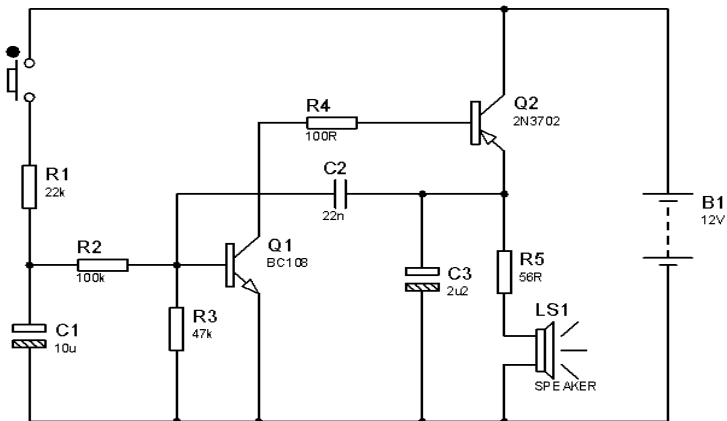 R4
100R
Q2
2N3702
R1
22k
C2
22n
B1
12V
R2
100k
Q1
BC108
R5
56R
C3
2u2
R3
47k
C1
10u
LS1
SPEAKER